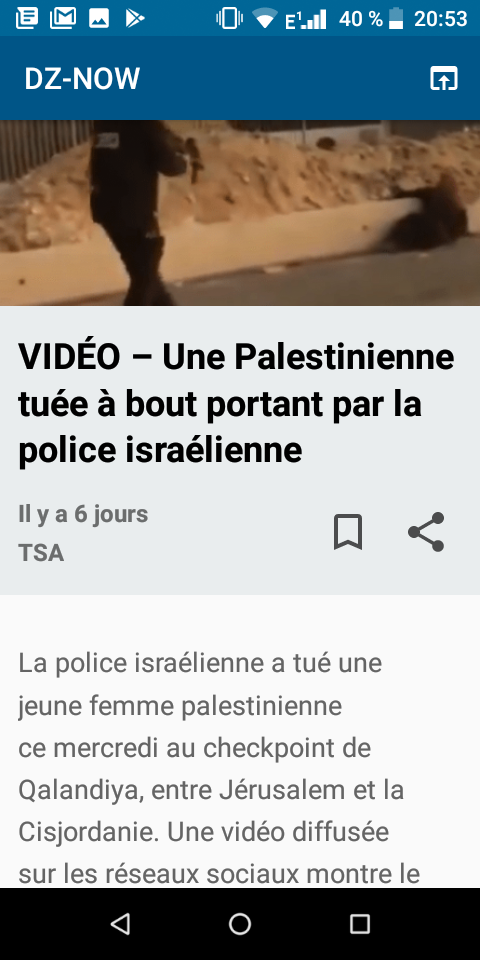 E1 40 % 20:53
DZ-NOW
VIDÉO – Une Palestinienne
tuée à bout portant par la
police israélienne
Il y a 6 jours
TSA
La police israélienne a tué une
jeune femme palestinienne
ce mercredi au checkpoint de
Qalandiya, entre Jérusalem et la
Cisjordanie. Une vidéo diffusée
sur les réseaux sociaux montre le